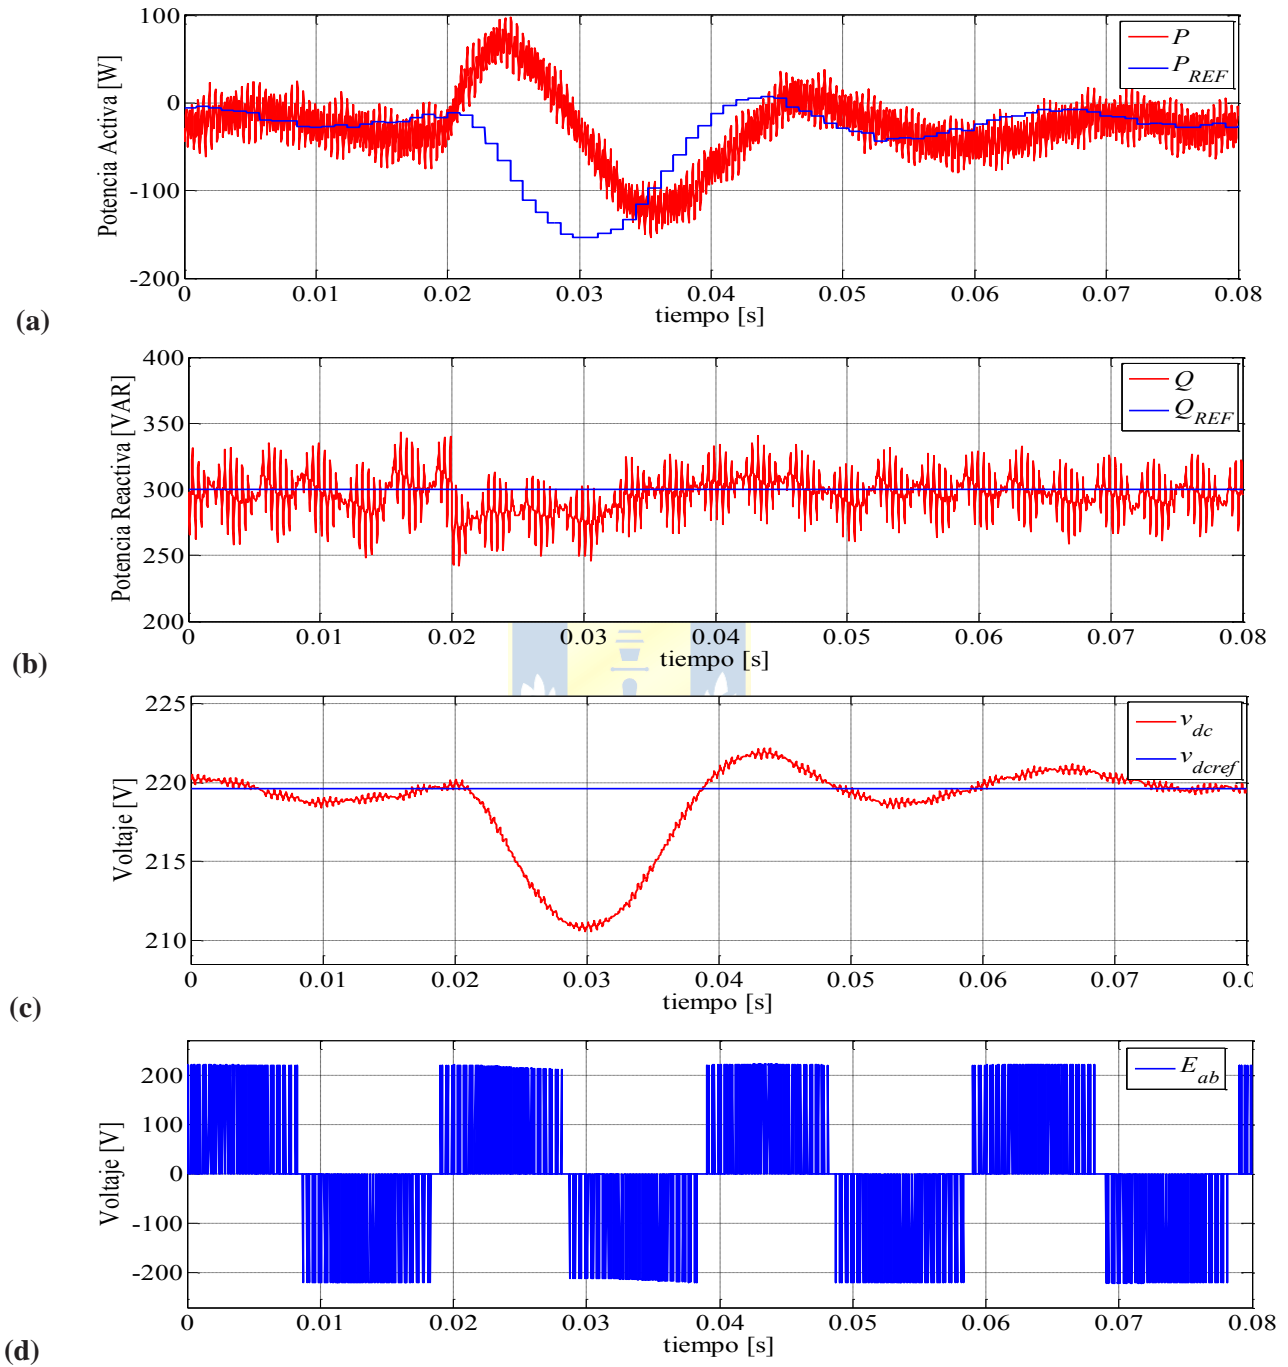 100
0
-100
-200
Potencia Activa [W]
P
P_REF
0 0.01 0.02 0.03 0.04 0.05 0.06 0.07 0.08
tiempo [s]
(a)
400
350
300
250
200
Potencia Reactiva [VAR]
Q
Q_REF
0 0.01 0.02 0.03 0.04 0.05 0.06 0.07 0.08
tiempo [s]
(b)
225
220
215
210
Voltaje [V]
v_dc
v_dcref
0 0.01 0.02 0.03 0.04 0.05 0.06 0.07 0.0
tiempo [s]
(c)
200
100
0
-100
-200
Voltaje [V]
E_ab
0 0.01 0.02 0.03 0.04 0.05 0.06 0.07 0.08
tiempo [s]
(d)